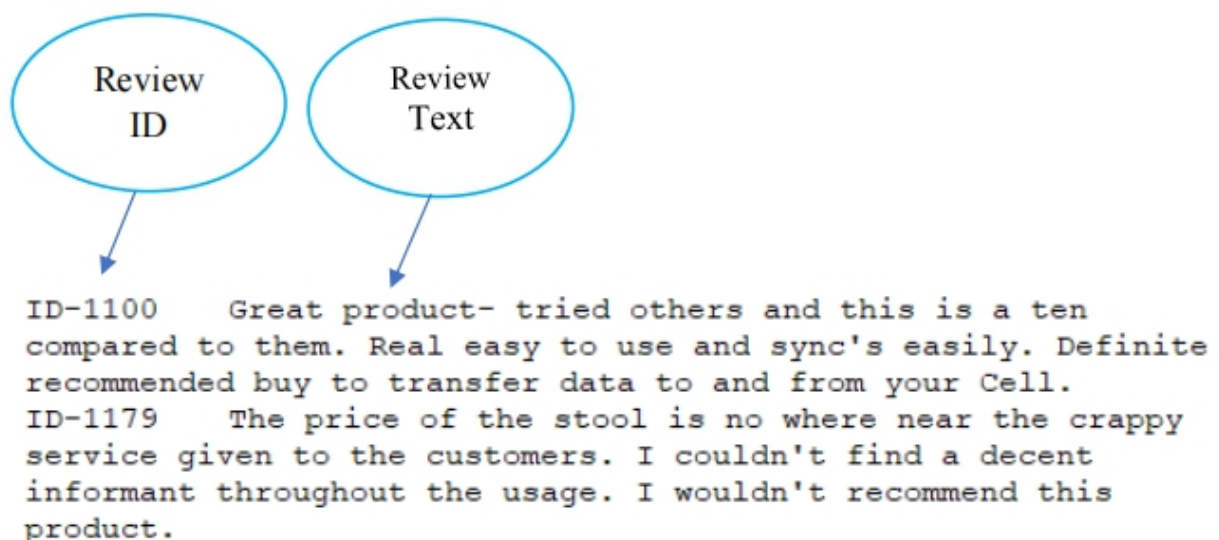 Review
ID
Review
Text
ID-1100    Great product- tried others and this is a ten
compared to them. Real easy to use and sync's easily. Definite
recommended buy to transfer data to and from your Cell.
ID-1179    The price of the stool is no where near the crappy
service given to the customers. I couldn't find a decent
informant throughout the usage. I wouldn't recommend this
product.